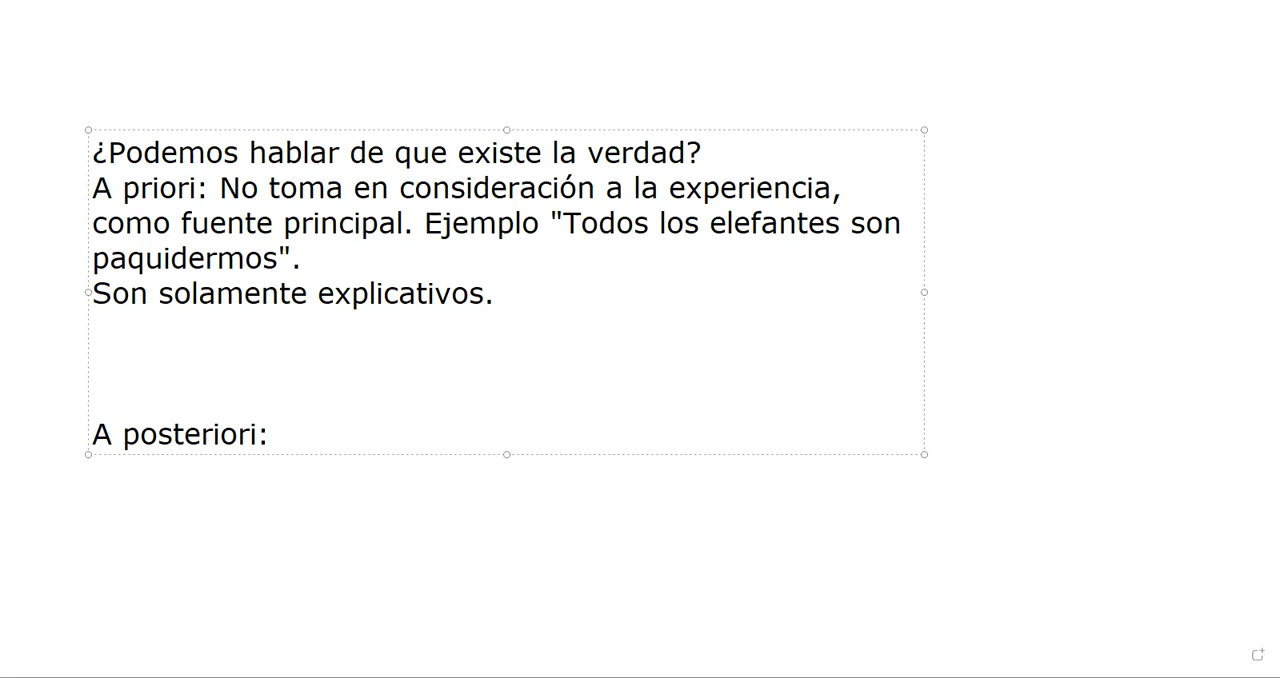 ¿Podemos hablar de que existe la verdad?
A priori: No toma en consideración a la experiencia,
como fuente principal. Ejemplo "Todos los elefantes son
paquidermos".
Son solamente explicativos.
A posteriori: